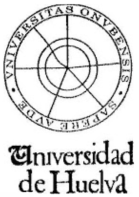 VNIVERSITAS ONVBENSIS • SAPERE AVDE •
Universidad
de Huelva